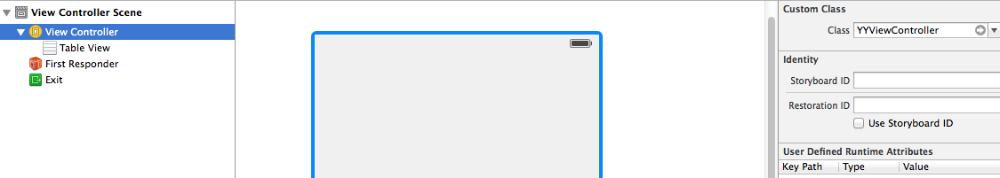 View Controller Scene
View Controller
Table View
First Responder
Exit
Custom Class
Class YYViewController
Identity
Storyboard ID
Restoration ID
Use Storyboard ID
User Defined Runtime Attributes
Key Path Type Value